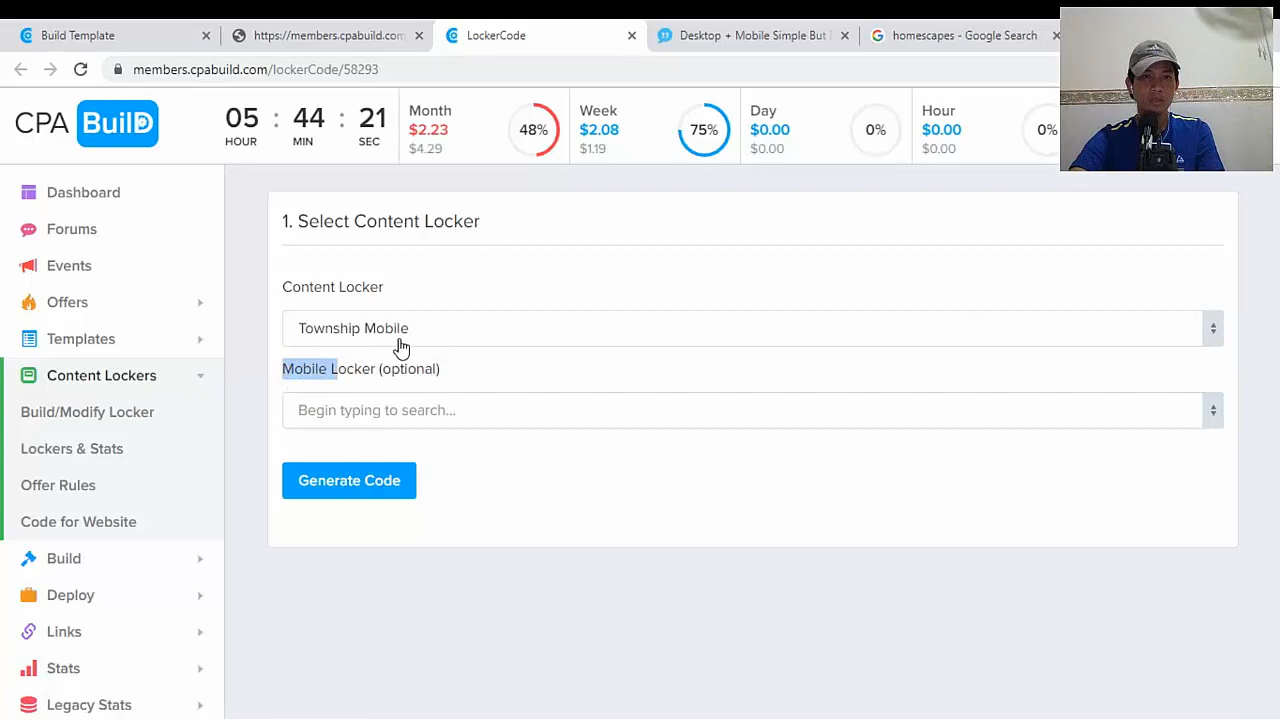 Build Template
https://members.cpabuild.com
LockerCode
Desktop + Mobile Simple But
homescapes - Google Search
members.cpabuild.com/lockerCode/58293
CPA BuilD
05 : 44 : 21
HOUR MIN SEC
Month
$2.23
$4.29
48%
Week
$2.08
$1.19
75%
Day
$0.00
$0.00
0%
Hour
$0.00
$0.00
0%
Dashboard
Forums
Events
Offers
Templates
Content Lockers
Build/Modify Locker
Lockers & Stats
Offer Rules
Code for Website
Build
Deploy
Links
Stats
Legacy Stats
1. Select Content Locker
Content Locker
Township Mobile
Mobile Locker (optional)
Begin typing to search...
Generate Code